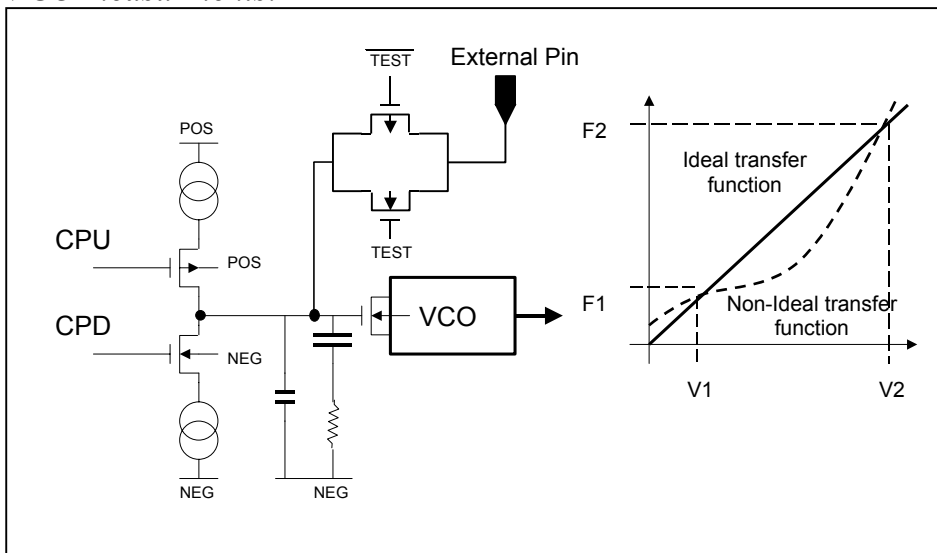 TEST
External Pin
POS
F2
Ideal transfer
function
CPU
POS
TEST
F1
VCO
Non-Ideal transfer
function
CPD
NEG
V1
V2
NEG
NEG